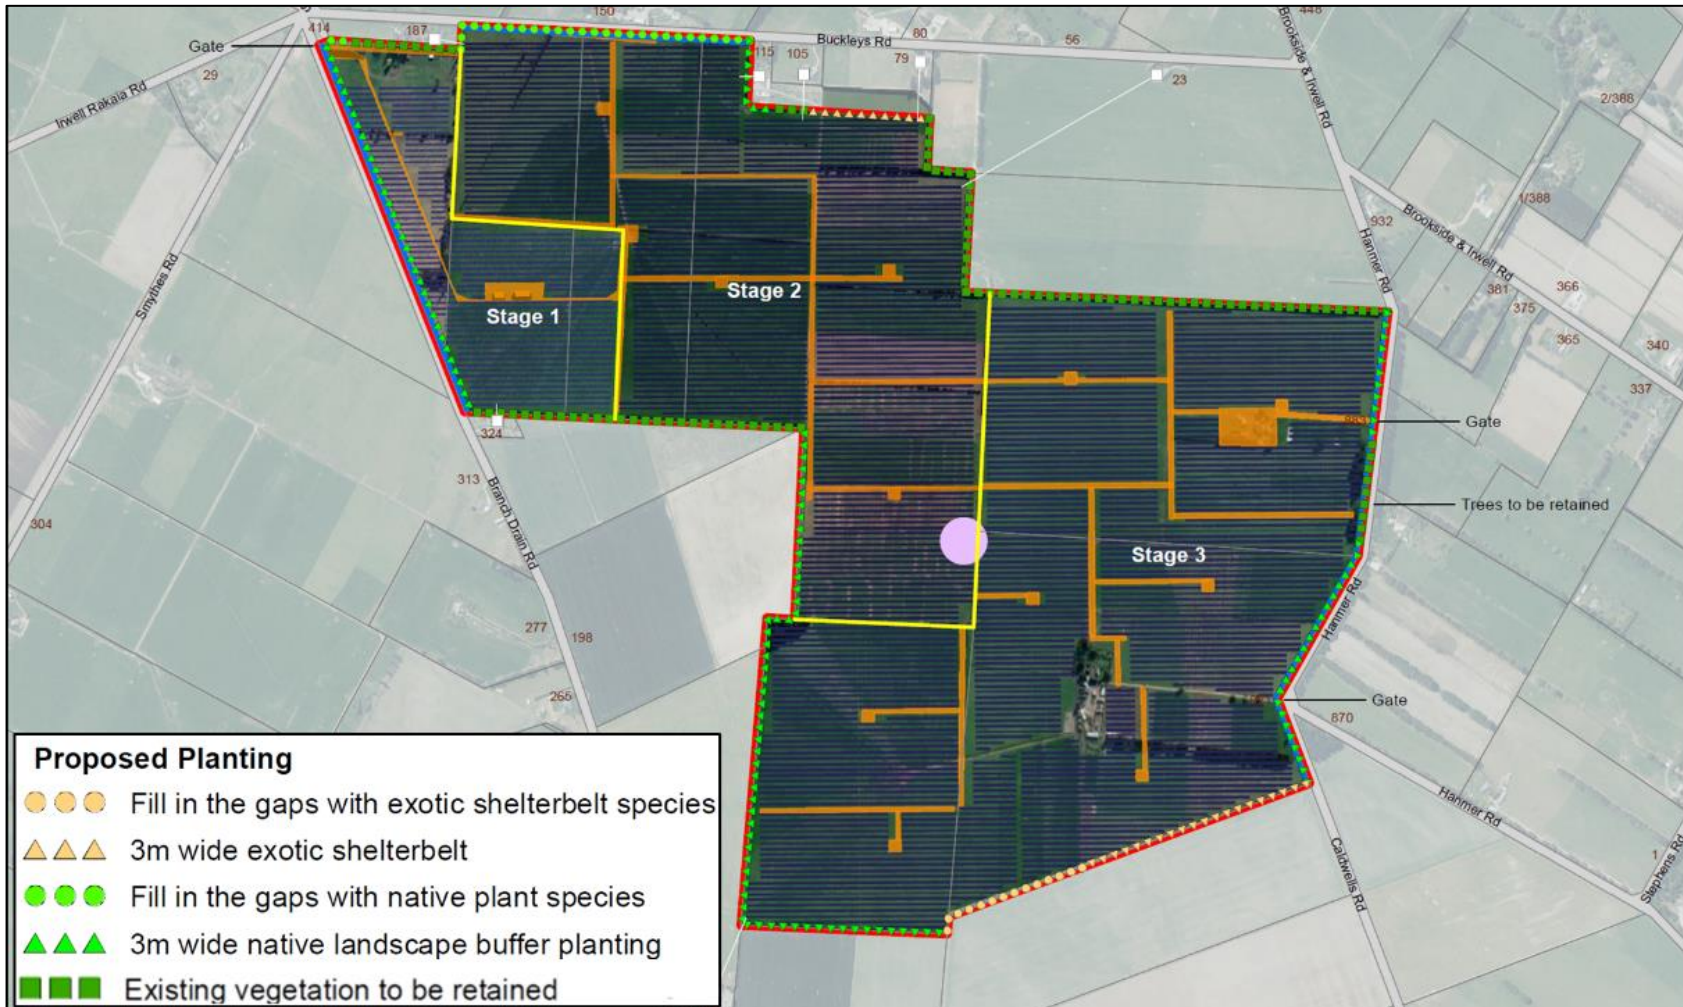 150
448
414
187
Gate
Buckleys Rd
80
56
115
105
79
23
29
Irwell Rakaia Rd
Brookside & Irwell Rd
2/388
1/388
932
Brookside & Irwell Rd
Hanmer Rd
Smythes Rd
Stage 2
Stage 1
381
366
375
365
340
337
324
Gate
313
Branch Drain Rd
Trees to be retained
304
Stage 3
277
198
Hanmer Rd
265
Gate
870
Hanmer Rd
Caldwells Rd
1
Stephens Rd
Proposed Planting
Fill in the gaps with exotic shelterbelt species
3m wide exotic shelterbelt
Fill in the gaps with native plant species
3m wide native landscape buffer planting
Existing vegetation to be retained